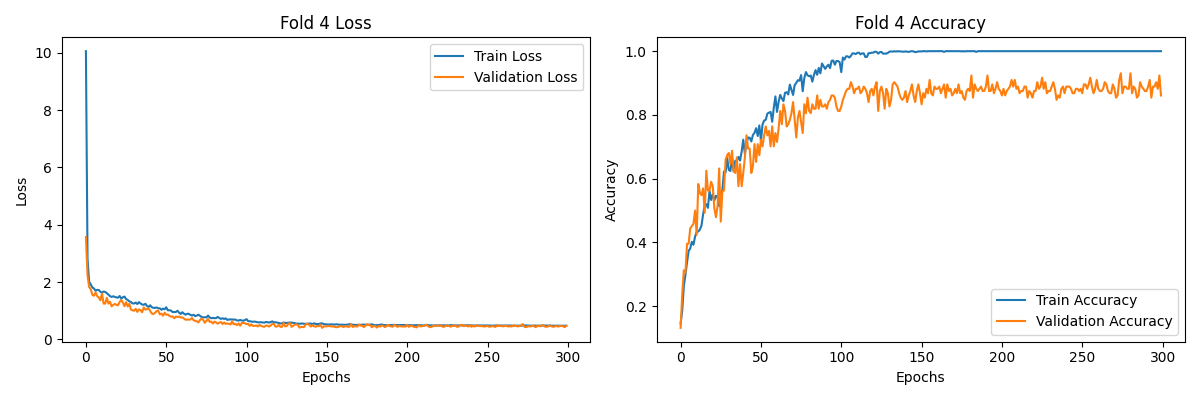 Fold 4 Loss
Train Loss
Validation Loss
10
8
6
4
2
0
Loss
0 50 100 150 200 250 300
Epochs
Fold 4 Accuracy
1.0
0.8
0.6
0.4
0.2
Accuracy
Train Accuracy
Validation Accuracy
0 50 100 150 200 250 300
Epochs